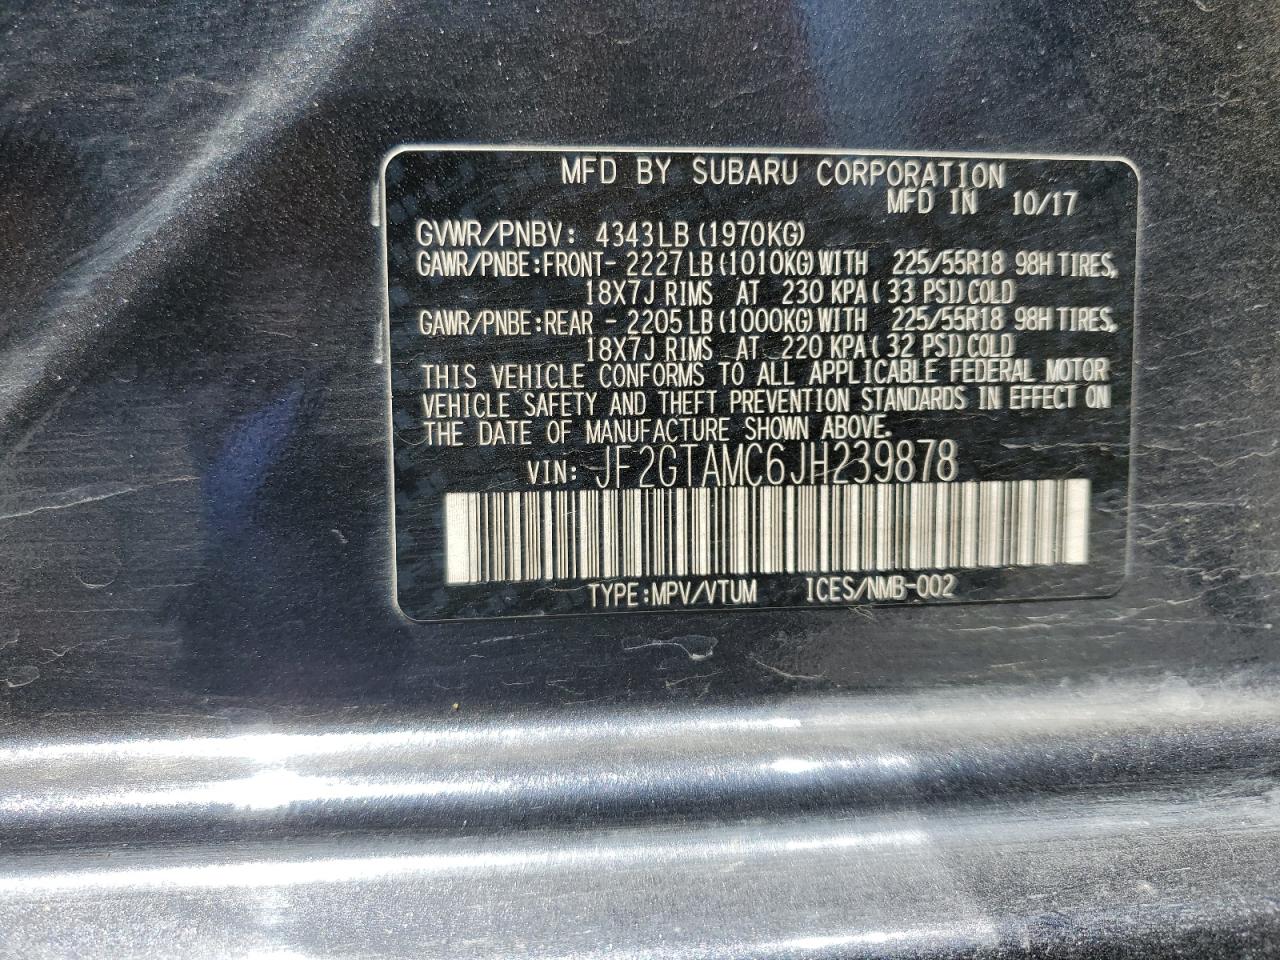 MFD BY SUBARU CORPORATION
MFD IN 10/17
GVWR/PNBV: 4343LB (1970KG)
GAWR/PNBE:FRONT- 2227LB (1010KG) WITH 225/55R18 98H TIRES,
18X7J RIMS AT 230 KPA( 33 PSI) COLD
GAWR/PNBE:REAR - 2205LB (1000KG) WITH 225/55R18 98H TIRES,
18X7J RIMS AT 220 KPA( 32 PSI) COLD
THIS VEHICLE CONFORMS TO ALL APPLICABLE FEDERAL MOTOR
VEHICLE SAFETY AND THEFT PREVENTION STANDARDS IN EFFECT ON
THE DATE OF MANUFACTURE SHOWN ABOVE.
VIN: JF2GTAMC6JH239878
TYPE:MPV/VTUM ICES/NMB-002